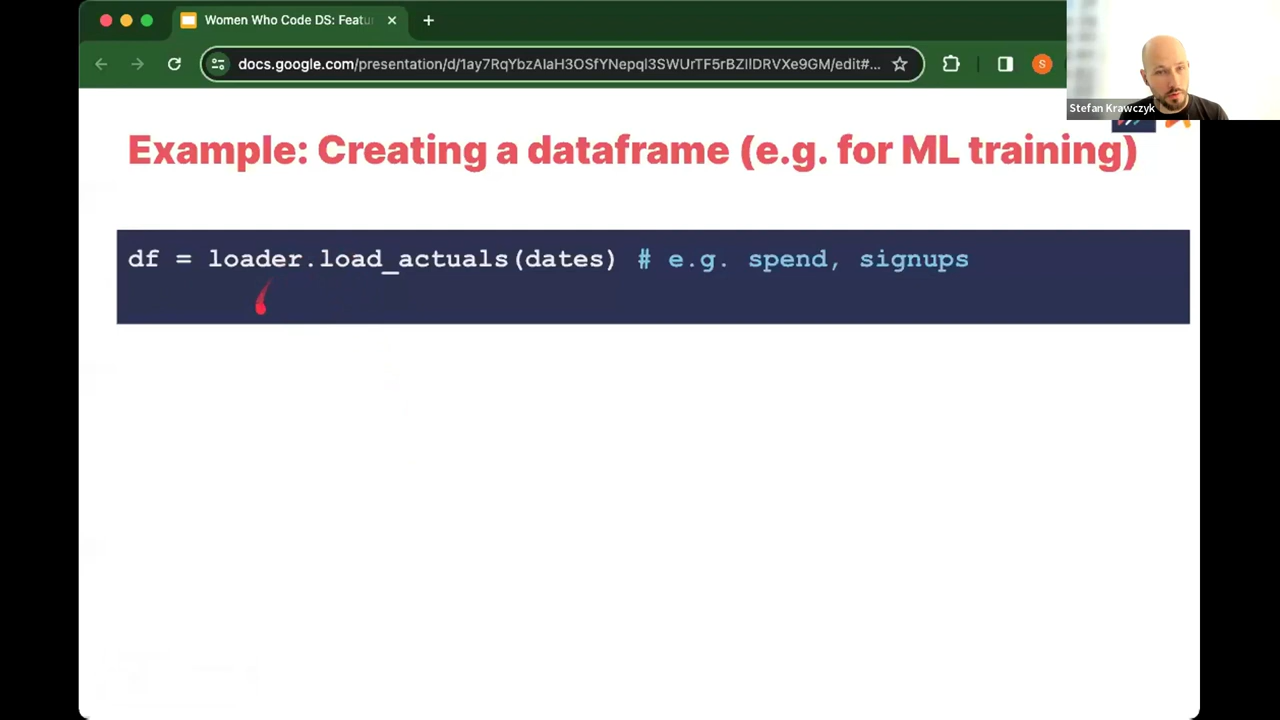 Women Who Code DS: Featu
docs.google.com/presentation/d/1ay7RqYbzAIaH3OSfYNepqI3SWUrTF5rBZIlDRVXe9GM/edit#...
S
Stefan Krawczyk
Example: Creating a dataframe (e.g. for ML training)
df = loader.load_actuals(dates) # e.g. spend, signups